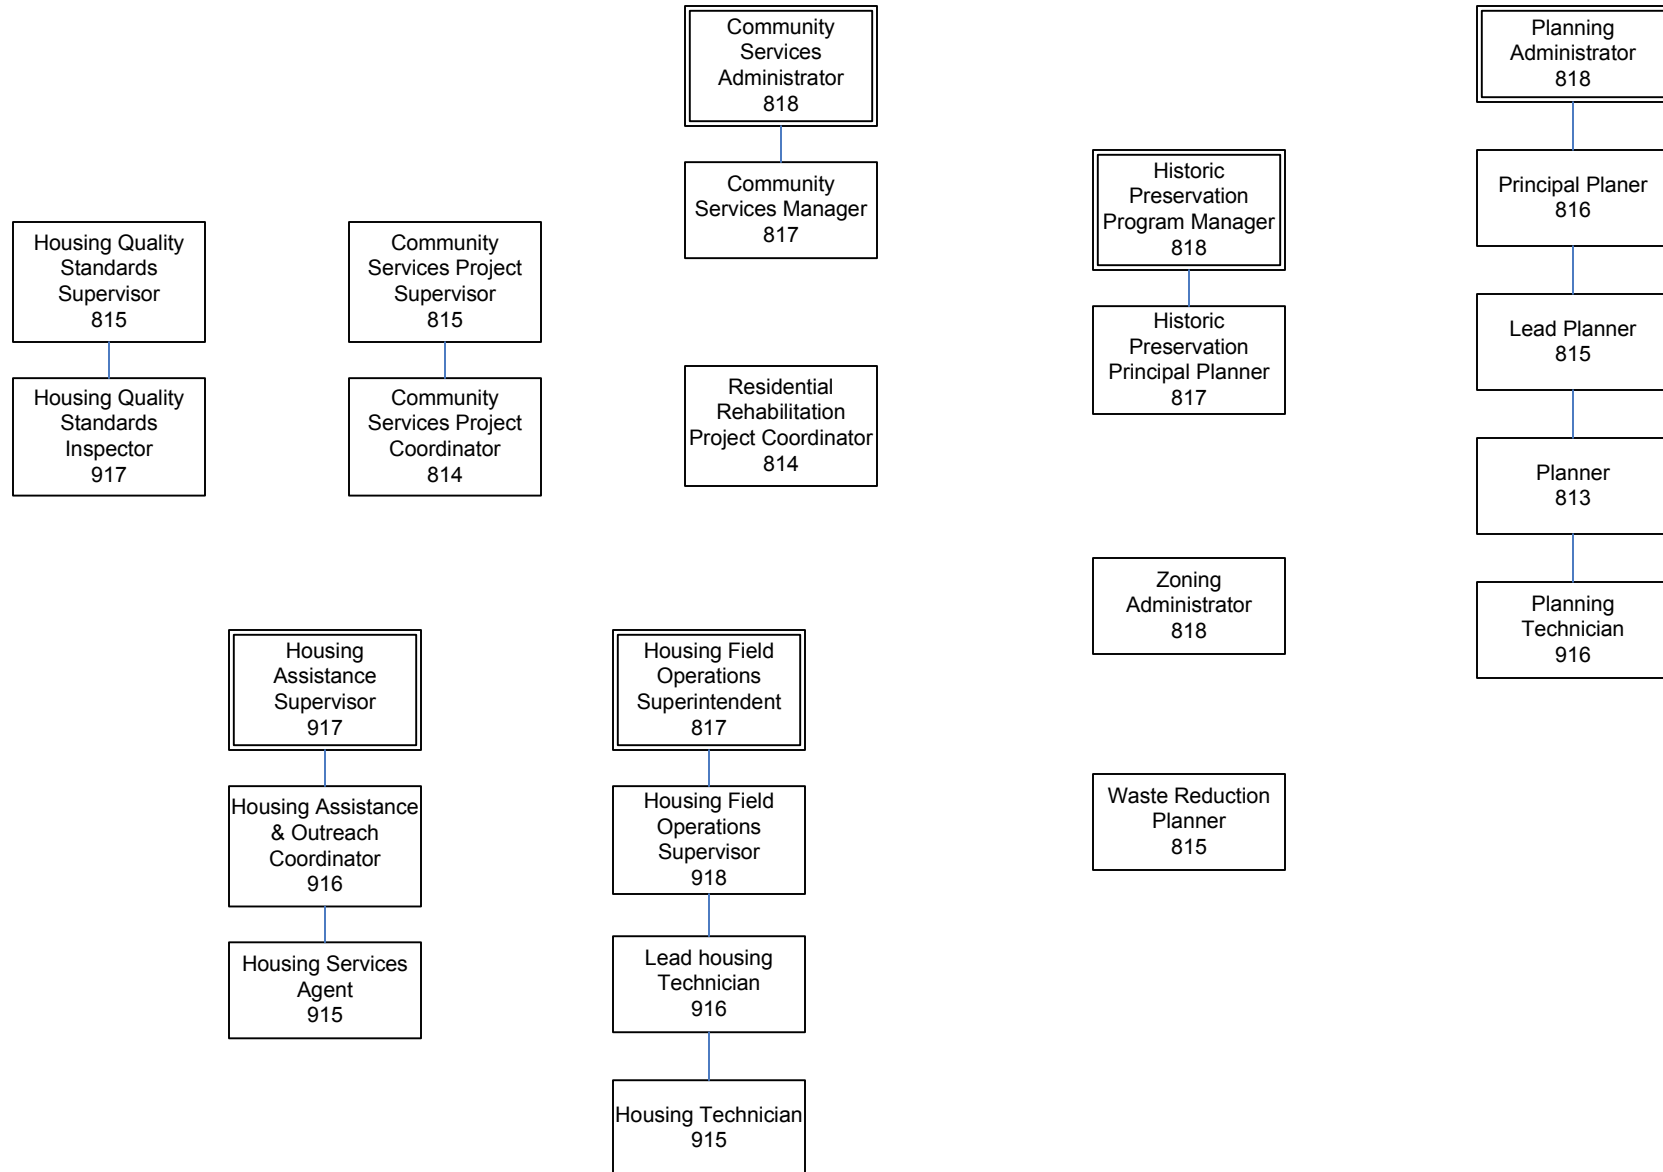 Community
Services
Administrator
818
Planning
Administrator
818
Community
Services Manager
817
Historic
Preservation
Program Manager
818
Principal Planer
816
Housing Quality
Standards
Supervisor
815
Community
Services Project
Supervisor
815
Lead Planner
815
Historic
Preservation
Principal Planner
817
Housing Quality
Standards
Inspector
917
Community
Services Project
Coordinator
814
Residential
Rehabilitation
Project Coordinator
814
Planner
813
Zoning
Administrator
818
Planning
Technician
916
Housing
Assistance
Supervisor
917
Housing Field
Operations
Superintendent
817
Housing Assistance
& Outreach
Coordinator
916
Housing Field
Operations
Supervisor
918
Waste Reduction
Planner
815
Housing Services
Agent
915
Lead housing
Technician
916
Housing Technician
915